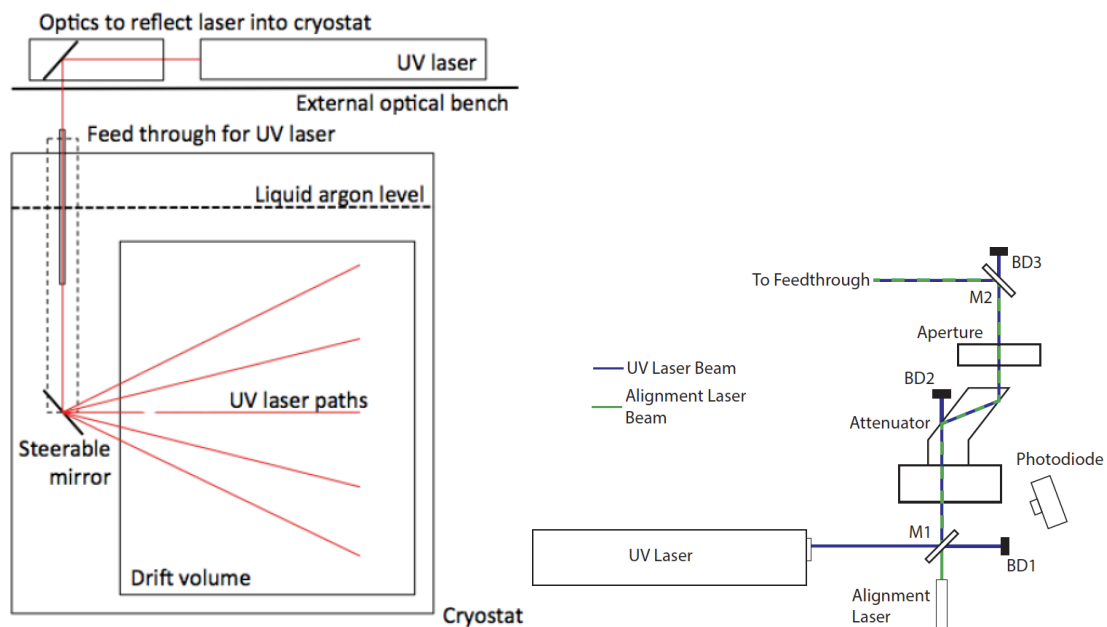 Optics to reflect laser into cryostat
UV laser
External optical bench
Feed through for UV laser
Liquid argon level
UV laser paths
Steerable
mirror
Drift volume
Cryostat
BD3
To Feedthrough
M2
Aperture
UV Laser Beam
Alignment Laser
Beam
BD2
Attenuator
Photodiode
M1
UV Laser
BD1
Alignment
Laser